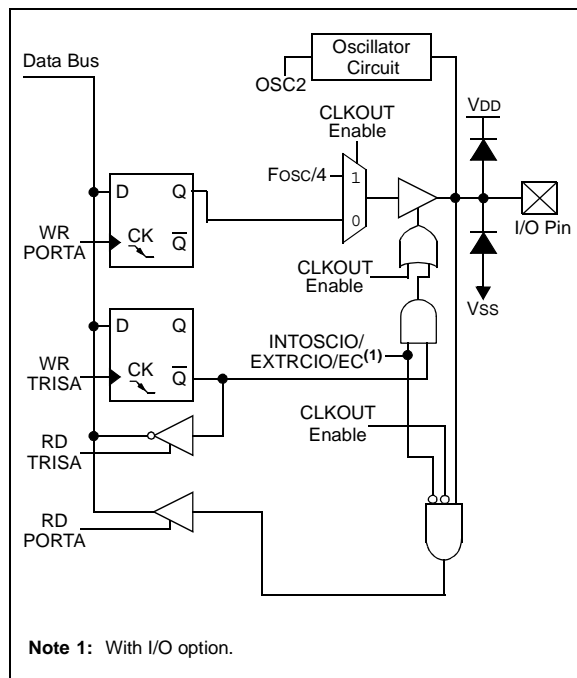 Oscillator
Circuit
Data Bus
OSC2
VDD
CLKOUT
Enable
FOSC/4
1
D
Q
WR
PORTA
CK
Q
0
I/O Pin
CLKOUT
Enable
VSS
D
Q
INTOSCIO/
EXTRCIO/EC(1)
WR
TRISA
CK
Q
CLKOUT
Enable
RD
TRISA
RD
PORTA
Note 1: With I/O option.